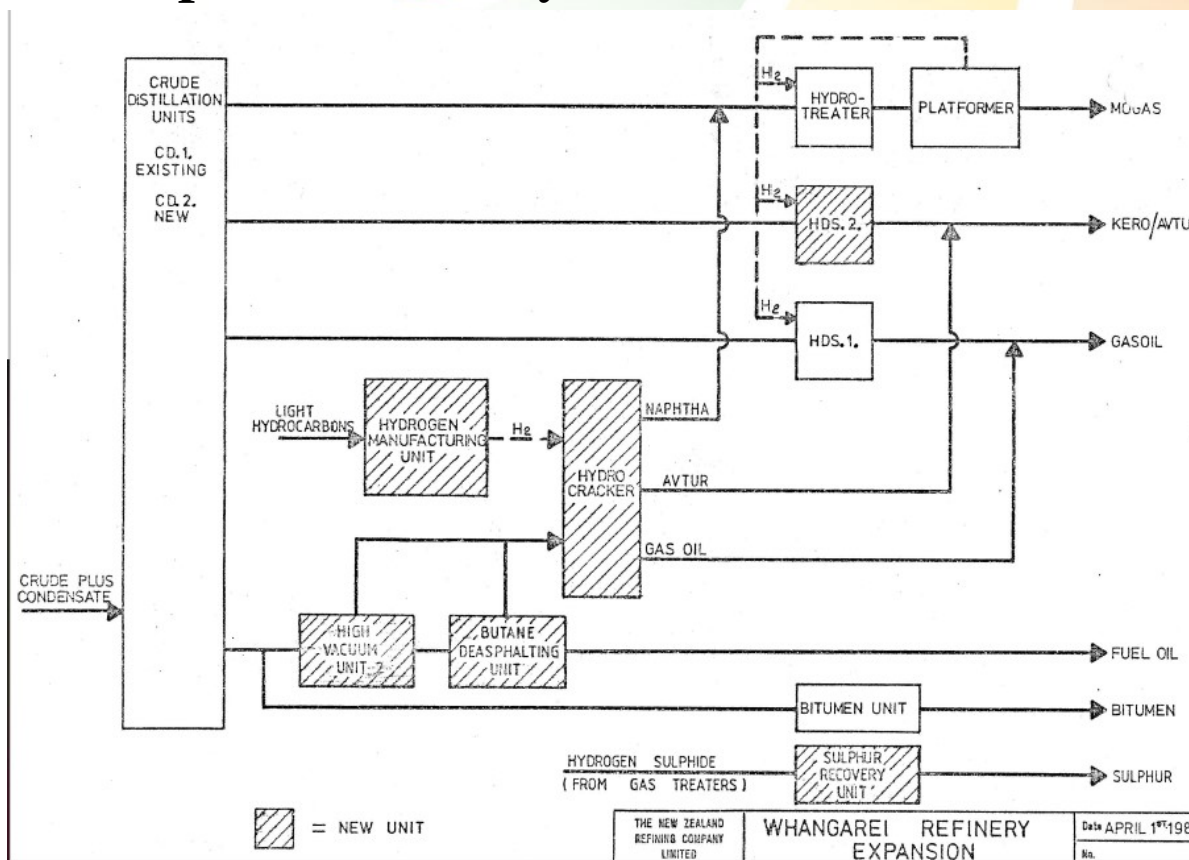 CRUDE
DISTILLATION
UNITS
CD.1.
EXISTING
CD.2.
NEW
H2
HYDRO-
TREATER
PLATFORMER
MOGAS
H2
HDS.2.
KERO/AVTU
H2
HDS.1.
GASOIL
LIGHT
HYDROCARBONS
HYDROGEN
MANUFACTURING
UNIT
H2
HYDRO
CRACKER
NAPHTHA
AVTUR
GAS OIL
CRUDE PLUS
CONDENSATE
HIGH
VACUUM
UNIT-2
BUTANE
DEASPHALTING
UNIT
FUEL OIL
BITUMEN UNIT
BITUMEN
HYDROGEN SULPHIDE
(FROM GAS TREATERS)
SULPHUR
RECOVERY
UNIT
SULPHUR
= NEW UNIT
THE NEW ZEALAND
REFINING COMPANY
LIMITED
WHANGAREI REFINERY
EXPANSION
Date APRIL 1ST.198
No.